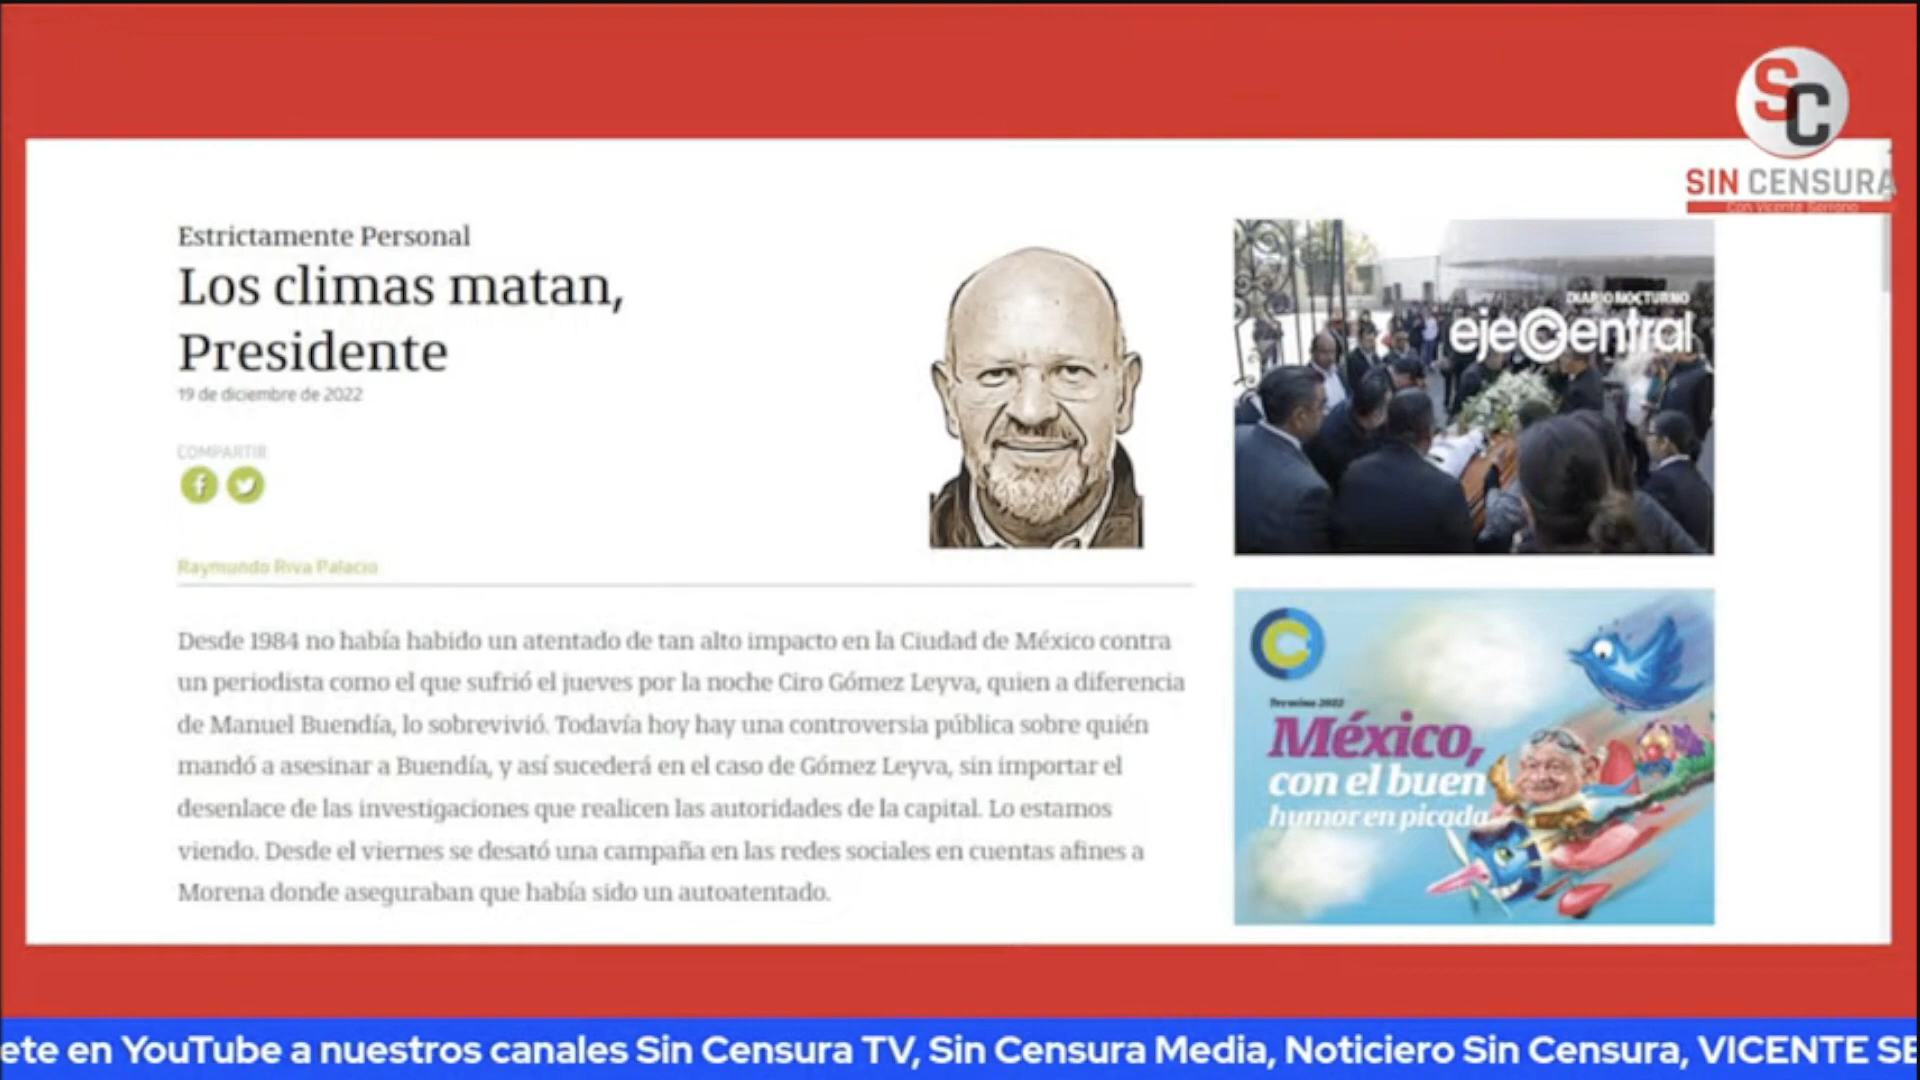 SC
SIN CENSURA
Con Vicente Serrano
Estrictamente Personal
Los climas matan,
Presidente
19 de diciembre de 2022
COMPARTIR
Raymundo Riva Palacio
Desde 1984 no había habido un atentado de tan alto impacto en la Ciudad de México contra
un periodista como el que sufrió el jueves por la noche Ciro Gómez Leyva, quien a diferencia
de Manuel Buendía, lo sobrevivió. Todavía hoy hay una controversia pública sobre quién
mandó a asesinar a Buendía, y así sucederá en el caso de Gómez Leyva, sin importar el
desenlace de las investigaciones que realicen las autoridades de la capital. Lo estamos
viendo. Desde el viernes se desató una campaña en las redes sociales en cuentas afines a
Morena donde aseguraban que había sido un autoatentado.
DIARIO NOCTURNO
ejeCentral
Termina 2022
México,
con el buen
humor en picada
ete en YouTube a nuestros canales Sin Censura TV, Sin Censura Media, Noticiero Sin Censura, VICENTE SE